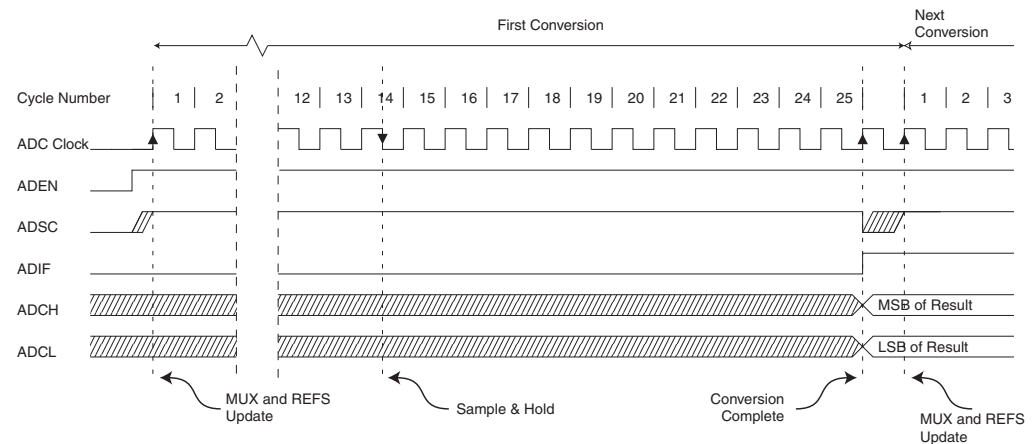 First Conversion
Next
Conversion
Cycle Number 1 2 12 13 14 15 16 17 18 19 20 21 22 23 24 25 1 2 3
ADC Clock
ADEN
ADSC
ADIF
ADCH MSB of Result
ADCL LSB of Result
MUX and REFS
Update
Sample & Hold
Conversion
Complete
MUX and REFS
Update